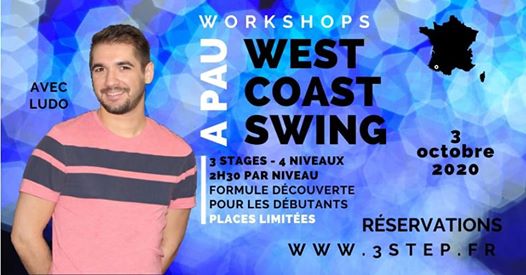 WORKSHOPS
AVEC
LUDO
A PAU
WEST
COAST
SWING
3
octobre
2020
3 STAGES - 4 NIVEAUX
2H30 PAR NIVEAU
FORMULE DÉCOUVERTE
POUR LES DÉBUTANTS
PLACES LIMITÉES
RÉSERVATIONS
WWW.3STEP.FR